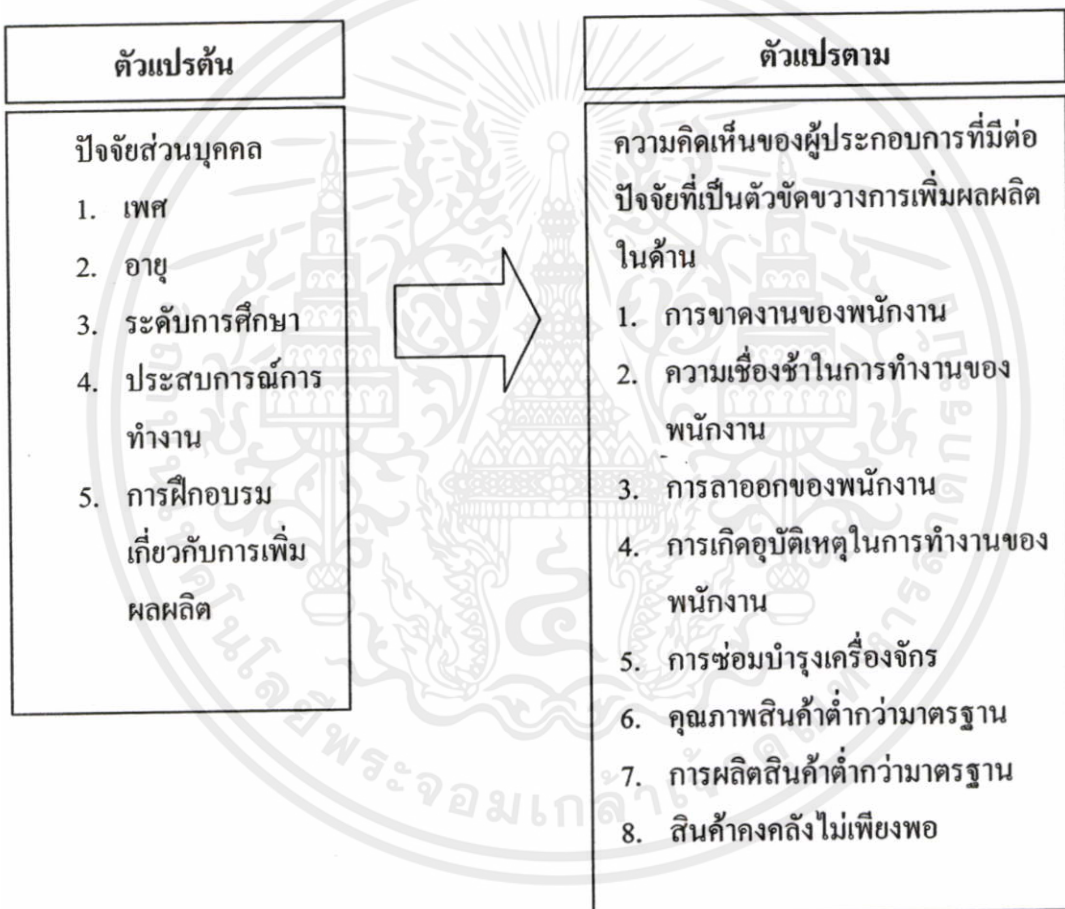 ตัวแปรต้น
ปัจจัยส่วนบุคคล
1. เพศ
2. อายุ
3. ระดับการศึกษา
4. ประสบการณ์การ
ทำงาน
5. การฝึกอบรม
เกี่ยวกับการเพิ่ม
ผลผลิต
ตัวแปรตาม
ความคิดเห็นของผู้ประกอบการที่มีต่อ
ปัจจัยที่เป็นตัวขัดขวางการเพิ่มผลผลิต
ในด้าน
1. การขาดงานของพนักงาน
2. ความเชื่องช้าในการทำงานของ
พนักงาน
3. การลาออกของพนักงาน
4. การเกิดอุบัติเหตุในการทำงานของ
พนักงาน
5. การซ่อมบำรุงเครื่องจักร
6. คุณภาพสินค้าต่ำกว่ามาตรฐาน
7. การผลิตสินค้าต่ำกว่ามาตรฐาน
8. สินค้าคงคลังไม่เพียงพอ